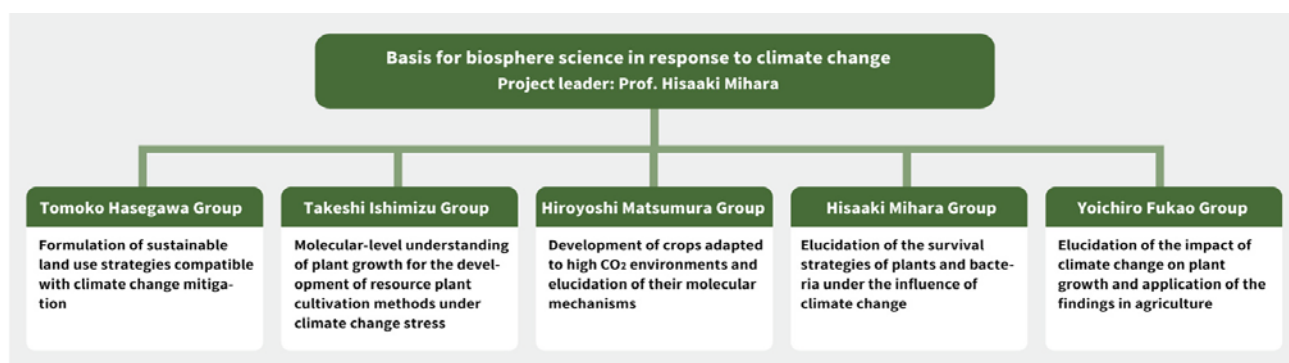 Basis for biosphere science in response to climate change
Project leader: Prof. Hisaaki Mihara
Tomoko Hasegawa Group
Formulation of sustainable
land use strategies compatible
with climate change mitiga-
tion
Takeshi Ishimizu Group
Molecular-level understanding
of plant growth for the devel-
opment of resource plant
cultivation methods under
climate change stress
Hiroyoshi Matsumura Group
Development of crops adapted
to high CO₂ environments and
elucidation of their molecular
mechanisms
Hisaaki Mihara Group
Elucidation of the survival
strategies of plants and bacte-
ria under the influence of
climate change
Yoichiro Fukao Group
Elucidation of the impact of
climate change on plant
growth and application of the
findings in agriculture